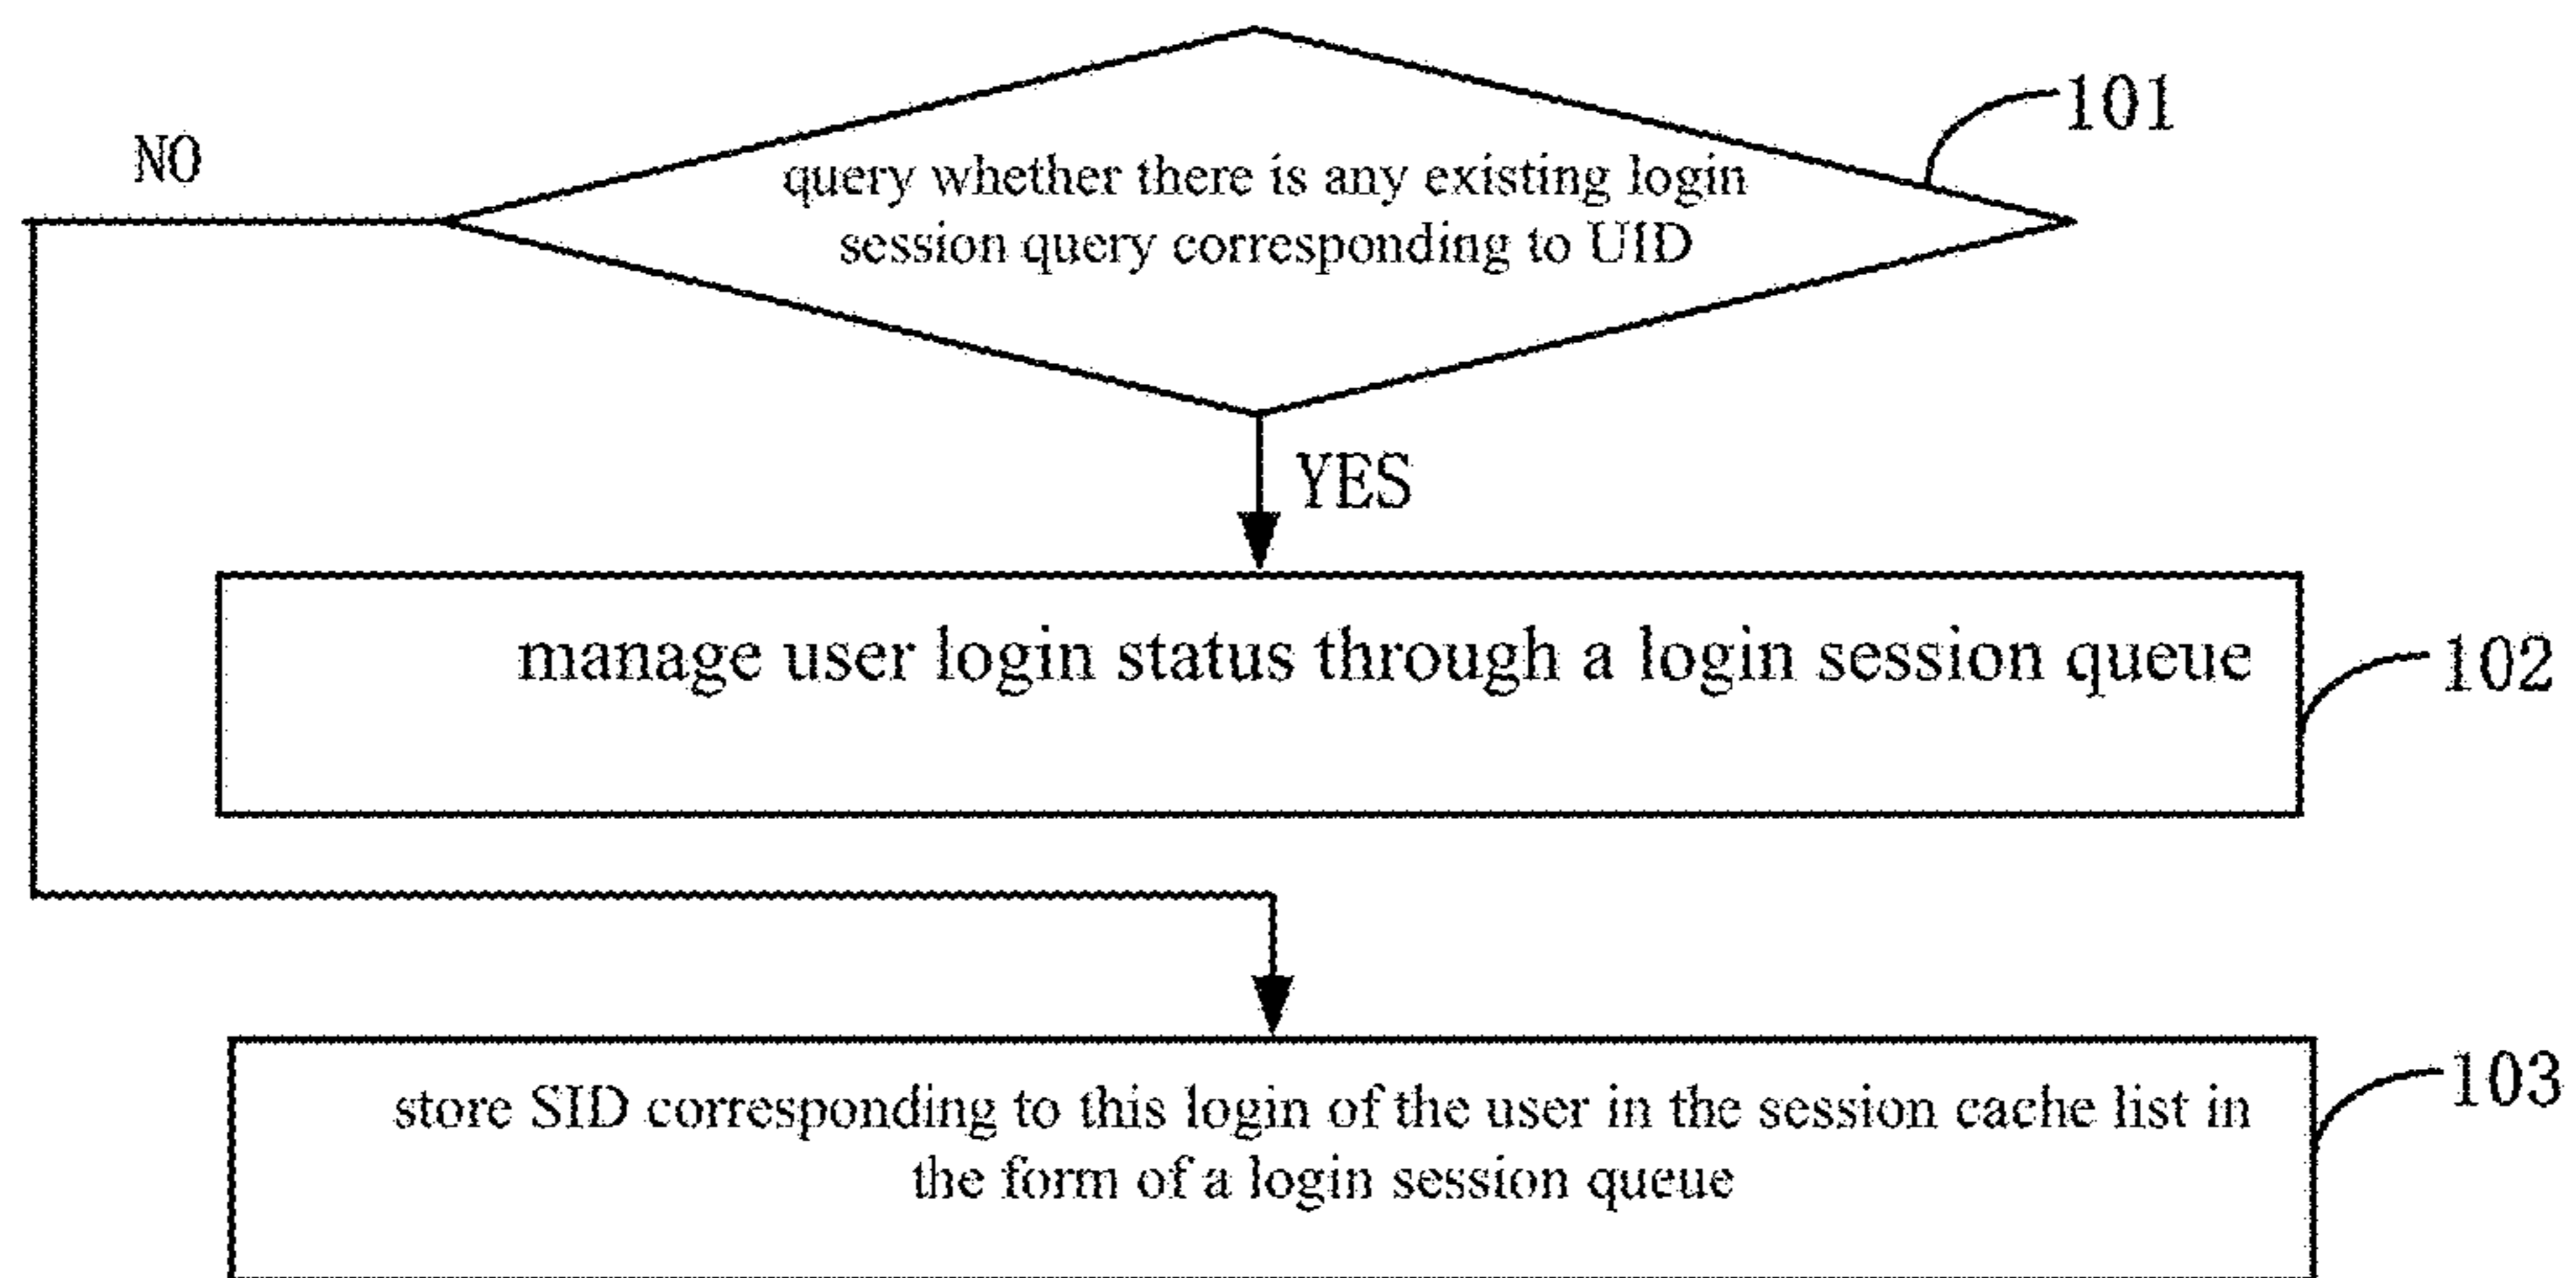 101
NO
query whether there is any existing login
session query corresponding to UID
YES
manage user login status through a login session queue
102
store SID corresponding to this login of the user in the session cache list in
the form of a login session queue
103